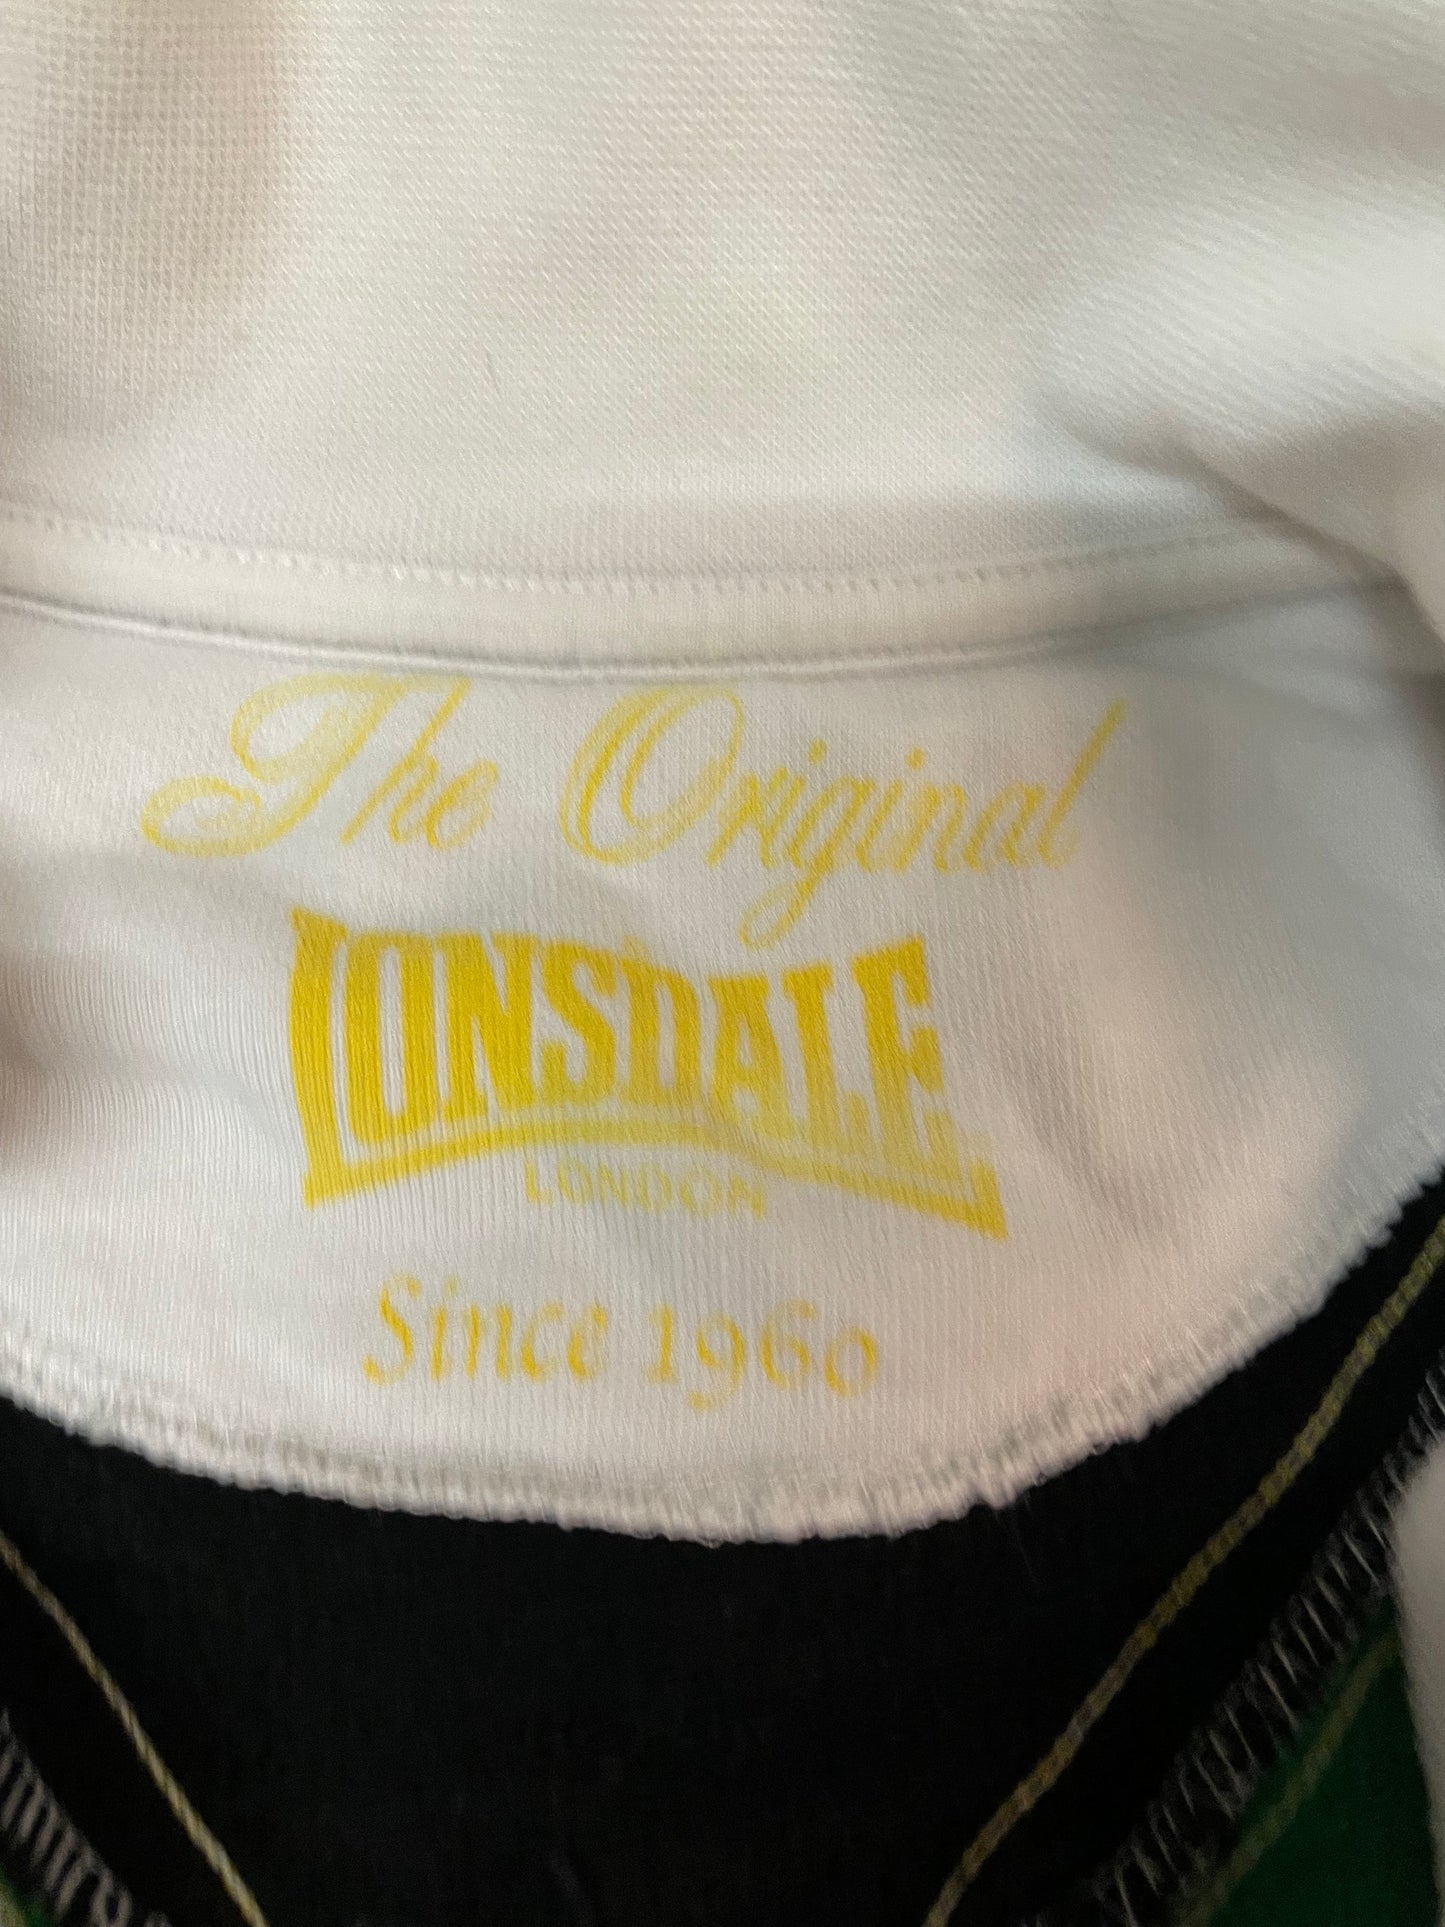 The Original
LONSDALE
LONDON
Since 1960